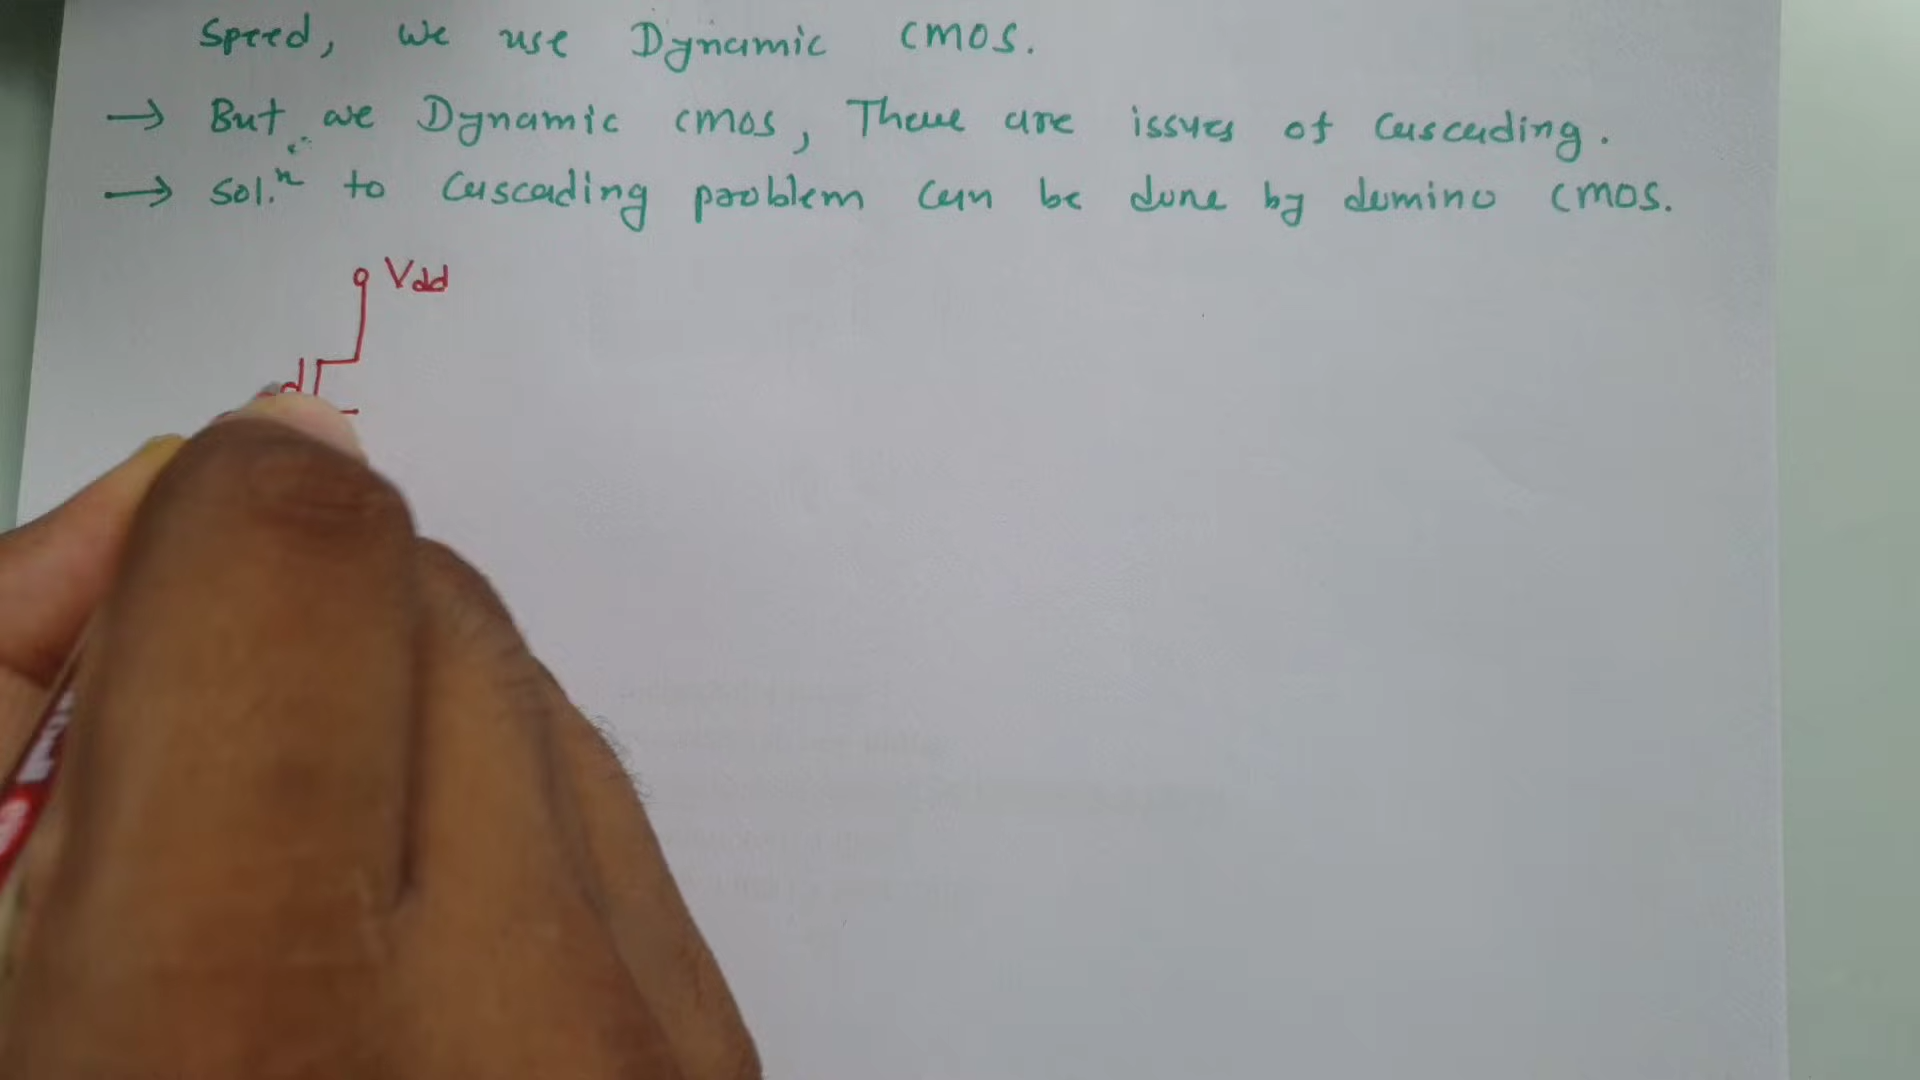 Speed, we use Dynamic CMOS.
→ But we Dynamic CMOS, There are issues of Cascading.
→ Sol.ⁿ to Cascading problem can be done by domino CMOS.
Vdd